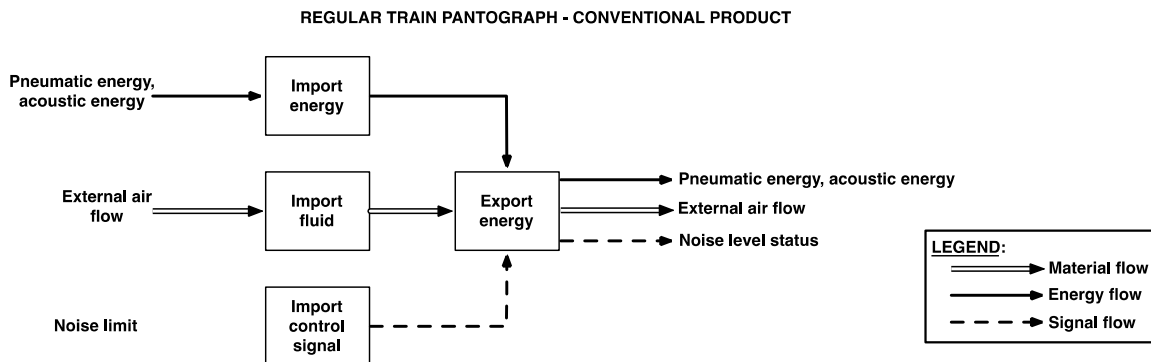 REGULAR TRAIN PANTOGRAPH - CONVENTIONAL PRODUCT
Pneumatic energy,
acoustic energy
Import
energy
External air
flow
Import
fluid
Export
energy
Pneumatic energy, acoustic energy
External air flow
Noise level status
Noise limit
Import
control
signal
LEGEND:
Material flow
Energy flow
Signal flow